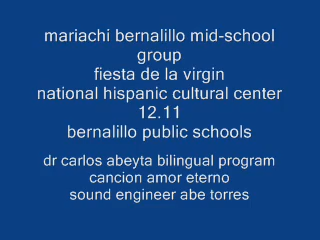 mariachi bernalillo mid-school
group
fiesta de la virgin
national hispanic cultural center
12.11
bernalillo public schools
dr carlos abeyta bilingual program
cancion amor eterno
sound engineer abe torres